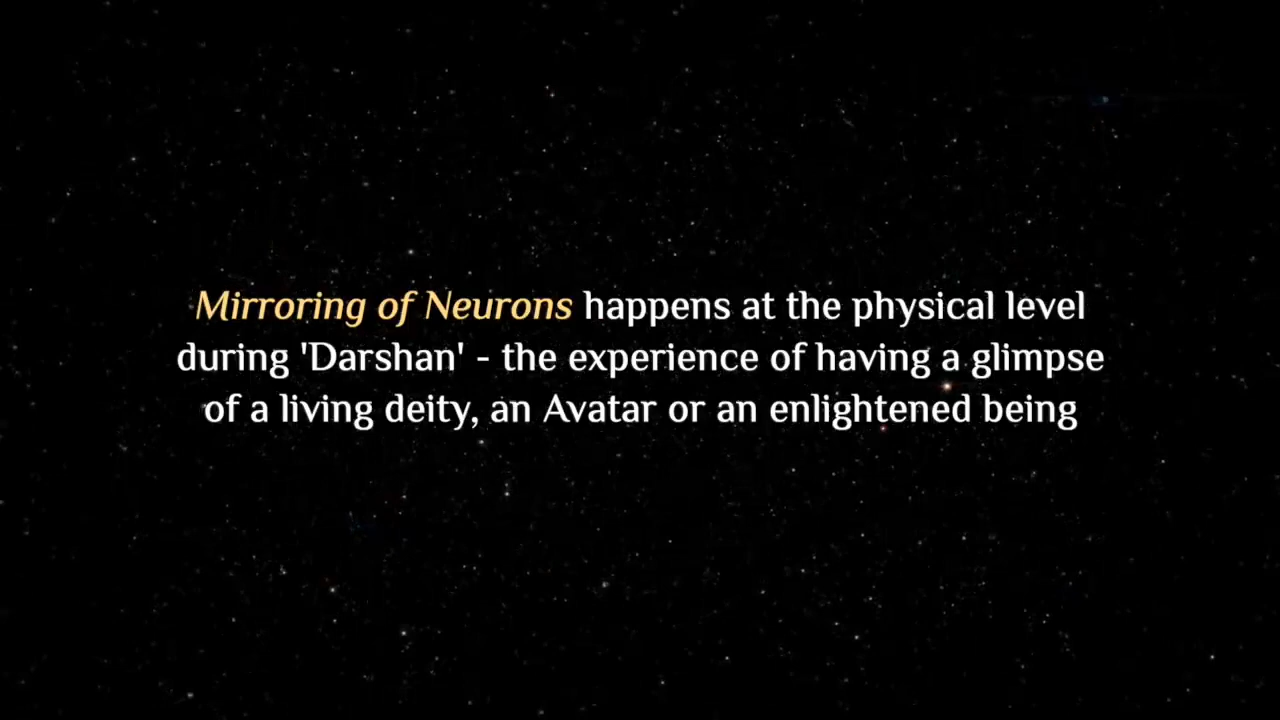 Mirroring of Neurons happens at the physical level
during 'Darshan' - the experience of having a glimpse
of a living deity, an Avatar or an enlightened being